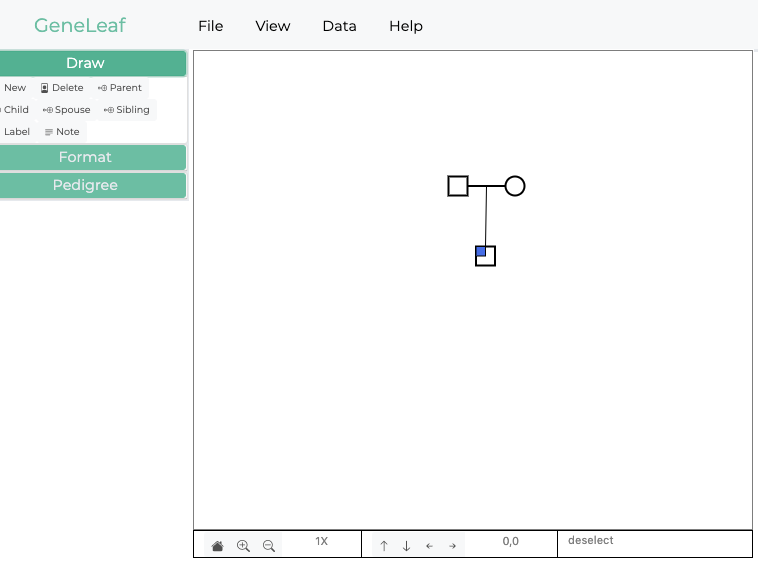 GeneLeaf File View Data Help
Draw
New Delete Parent
Child Spouse Sibling
Label Note
Format
Pedigree
1X 0,0 deselect